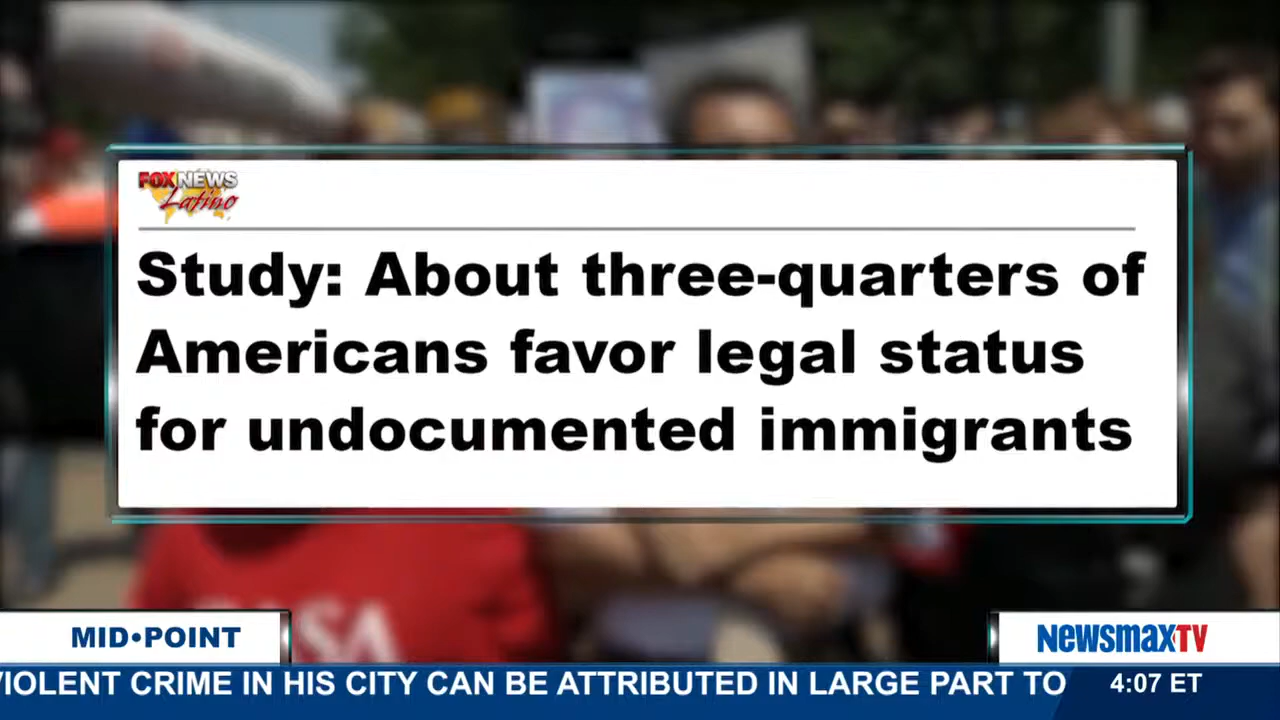 FOX NEWS
Latino
Study: About three-quarters of
Americans favor legal status
for undocumented immigrants
SA
MID•POINT
NEWSMAXTV
VIOLENT CRIME IN HIS CITY CAN BE ATTRIBUTED IN LARGE PART TO
4:07 ET